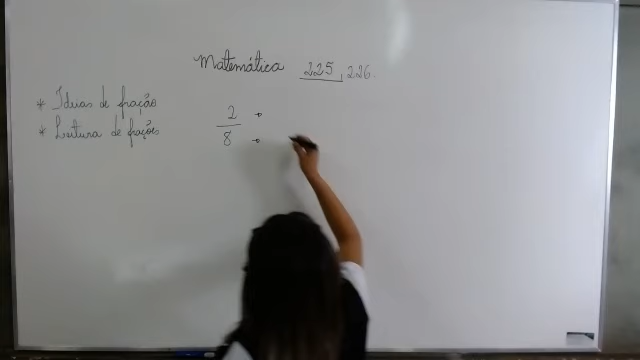 Matemática 225, 226.
* Ideias de fração
* Leitura de frações
2 →
8 →